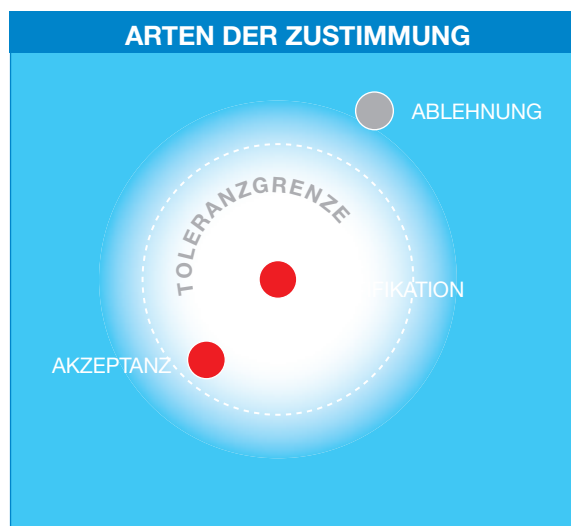 ARTEN DER ZUSTIMMUNG
ABLEHNUNG
TOLERANZGRENZE
FIKATION
AKZEPTANZ